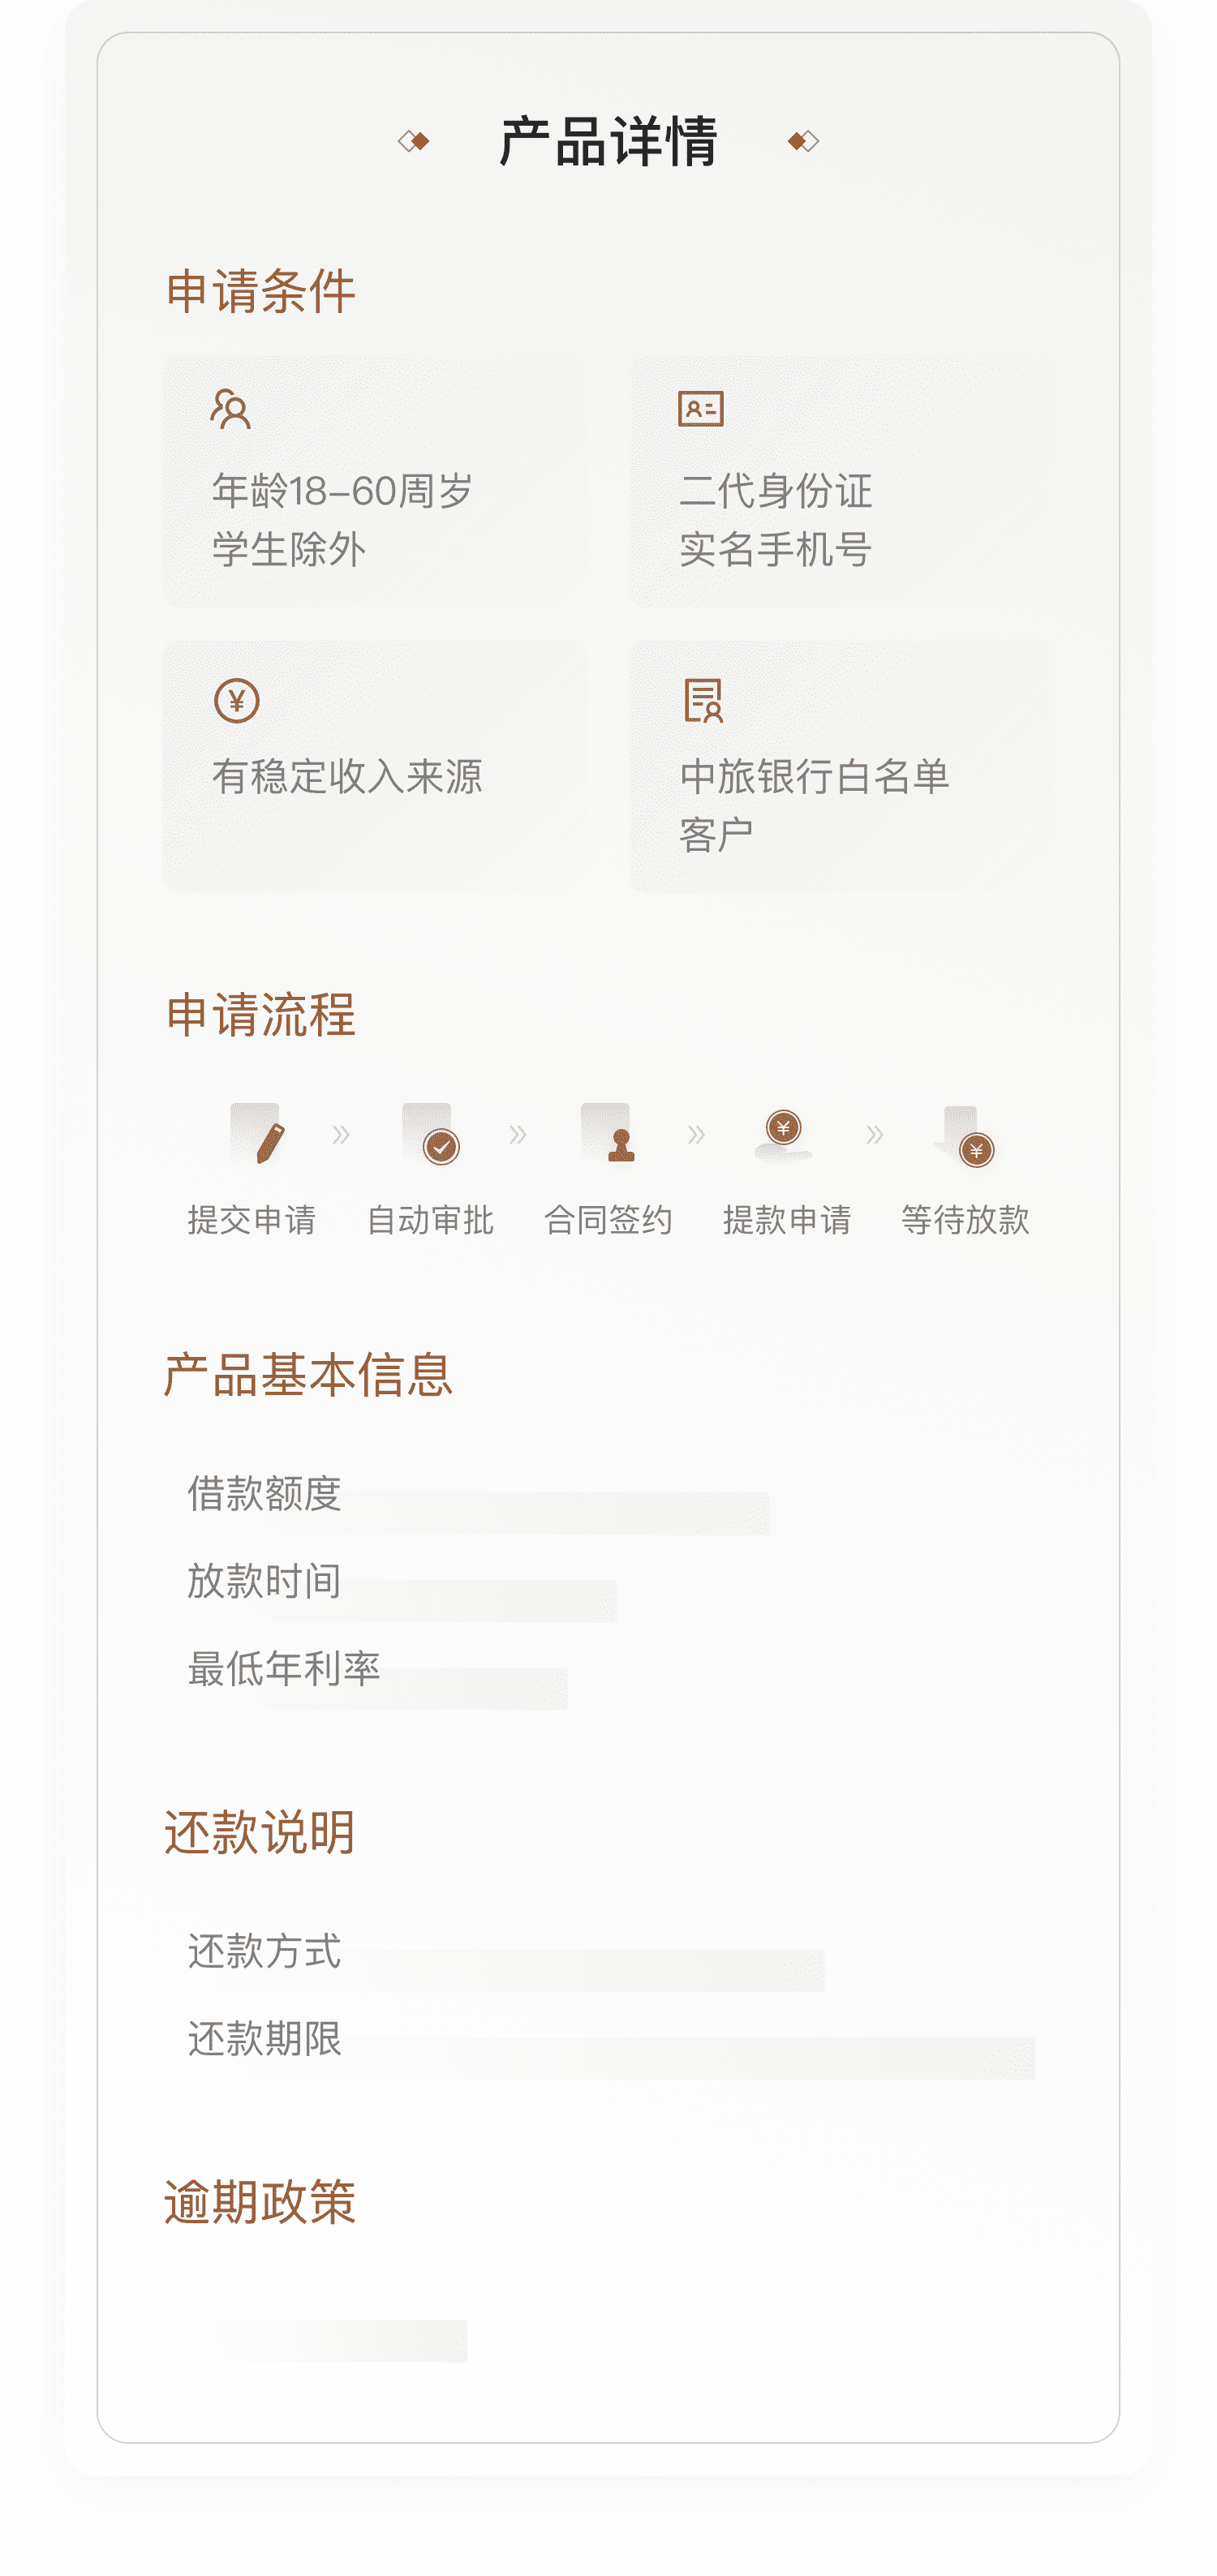 产品详情
申请条件
年龄18-60周岁
学生除外
二代身份证
实名手机号
有稳定收入来源
中旅银行白名单
客户
申请流程
提交申请
自动审批
合同签约
提款申请
等待放款
产品基本信息
借款额度
放款时间
最低年利率
还款说明
还款方式
还款期限
逾期政策